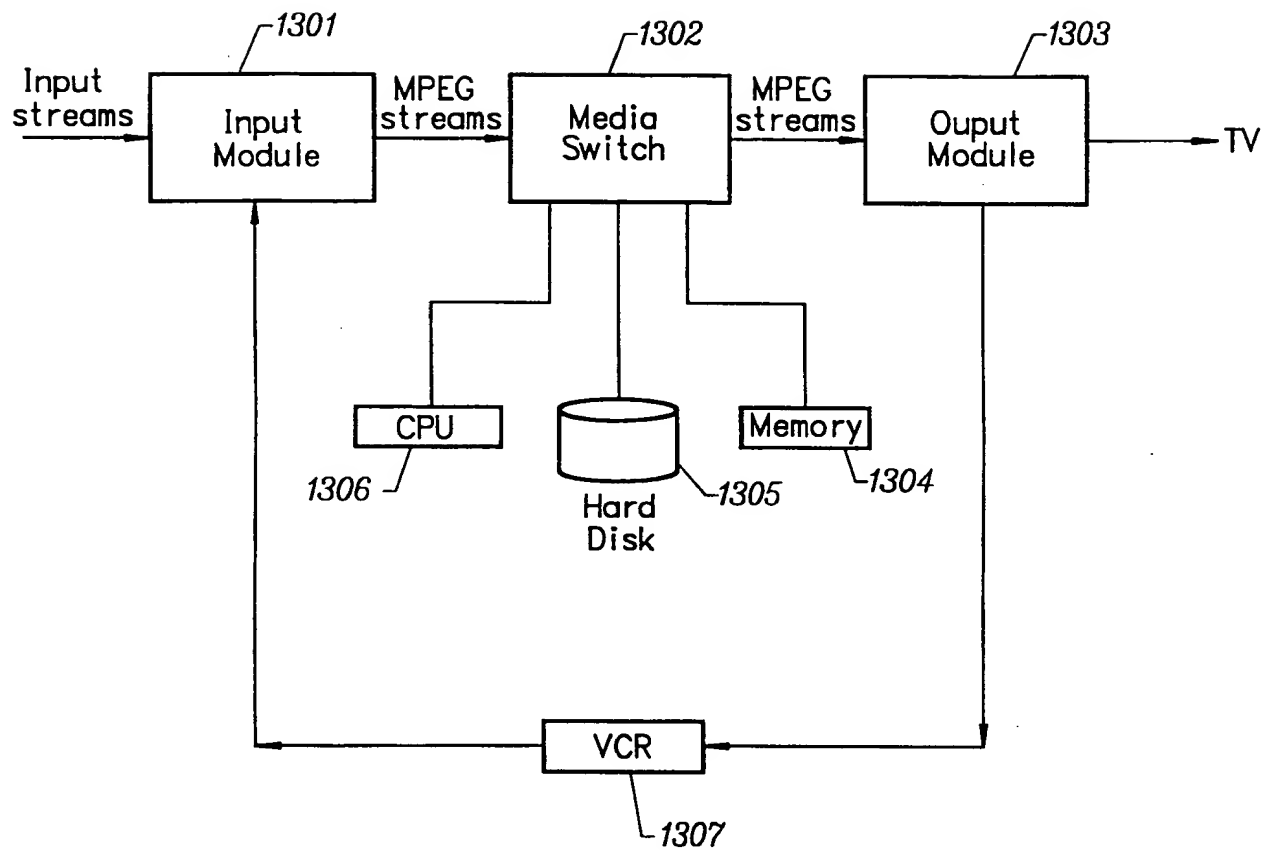 1301
1302
1303
Input
streams
Input
Module
MPEG
streams
Media
Switch
MPEG
streams
Ouput
Module
TV
CPU
1306
Hard
Disk
1305
Memory
1304
VCR
1307